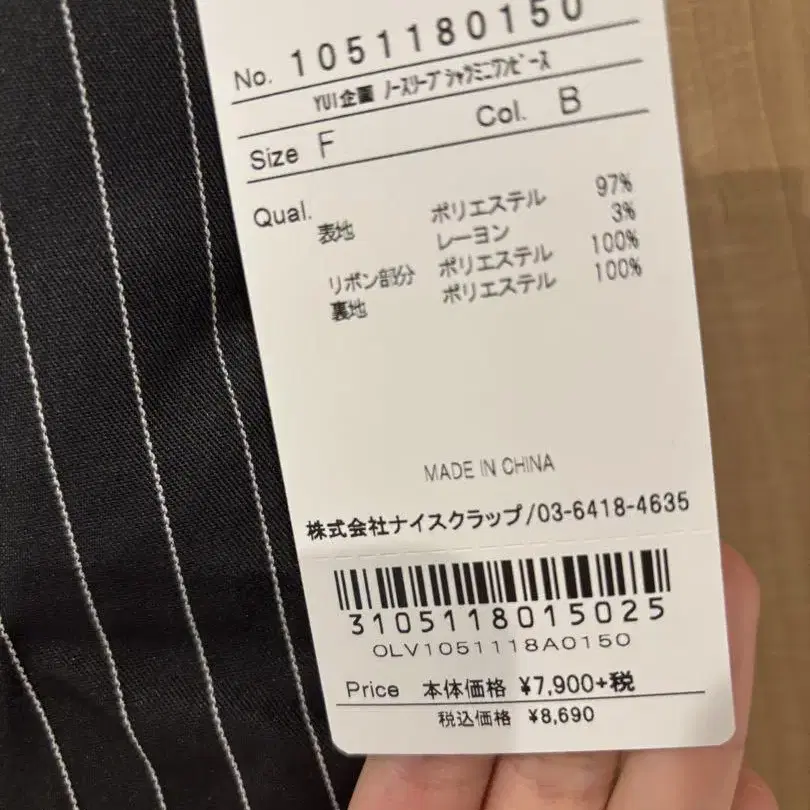 No. 1051180150
YUI企画 ノースリーブシャツミニワンピース
Size F Col. B
Qual. 表地 ポリエステル 97%
レーヨン 3%
リボン部分 ポリエステル 100%
裏地 ポリエステル 100%
MADE IN CHINA
株式会社ナイスクラップ/03-6418-4635
3105118015025
OLV1051118A0150
Price 本体価格 ¥7,900+税
税込価格 ¥8,690